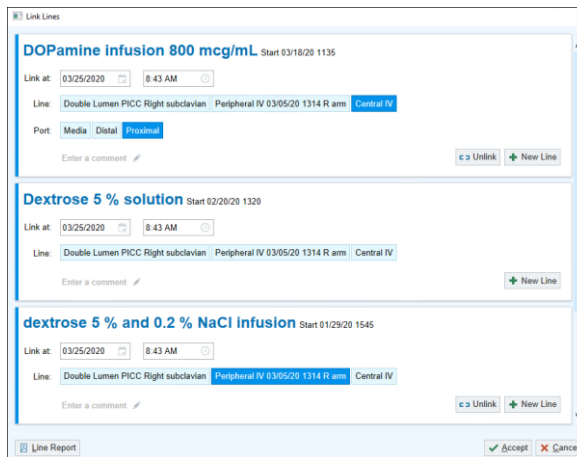 Link Lines
DOPamine infusion 800 mcg/mL Start 03/18/20 1135
Link at: 03/25/2020 8:43 AM
Line: Double Lumen PICC Right subclavian Peripheral IV 03/05/20 1314 R arm Central IV
Port: Media Distal Proximal
Enter a comment Unlink New Line
Dextrose 5 % solution Start 02/20/20 1320
Link at: 03/25/2020 8:43 AM
Line: Double Lumen PICC Right subclavian Peripheral IV 03/05/20 1314 R arm Central IV
Enter a comment New Line
dextrose 5 % and 0.2 % NaCl infusion Start 01/29/20 1545
Link at: 03/25/2020 8:43 AM
Line: Double Lumen PICC Right subclavian Peripheral IV 03/05/20 1314 R arm Central IV
Enter a comment Unlink New Line
Line Report Accept Cance